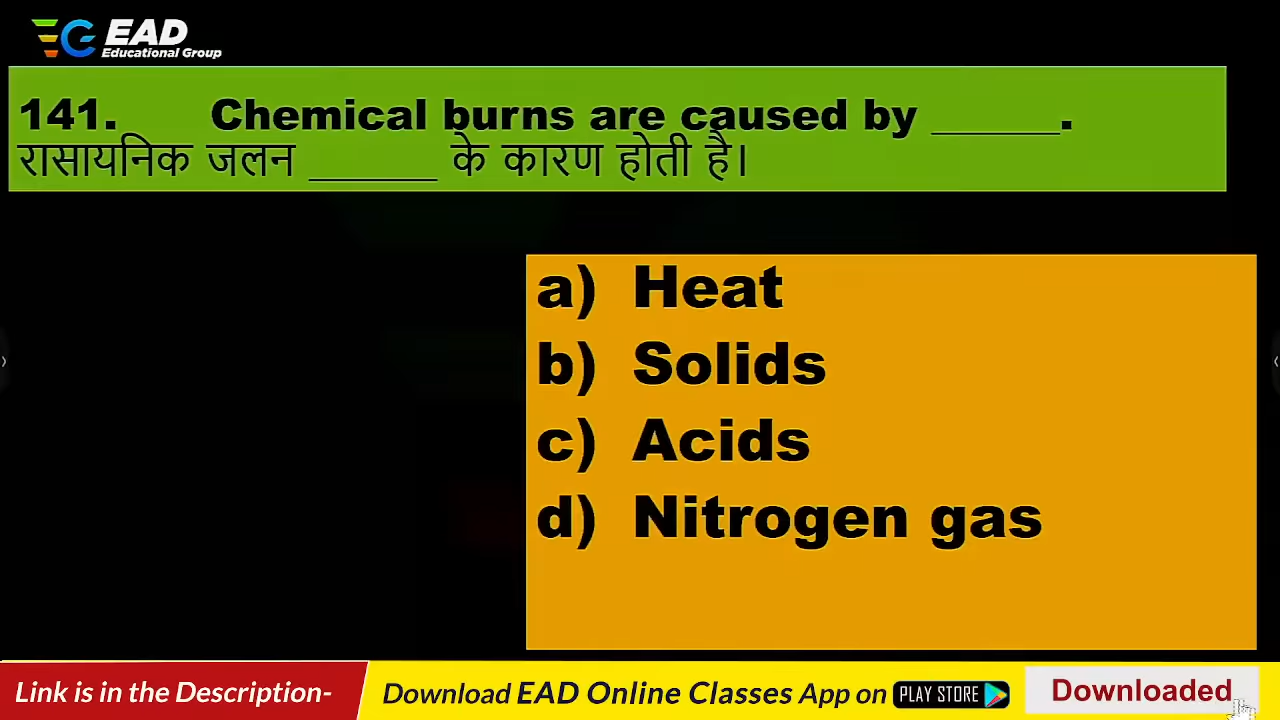 EAD
Educational Group
141. Chemical burns are caused by ______.
रासायनिक जलन ______ के कारण होती है।
a) Heat
b) Solids
c) Acids
d) Nitrogen gas
Link is in the Description- Download EAD Online Classes App on PLAY STORE Downloaded